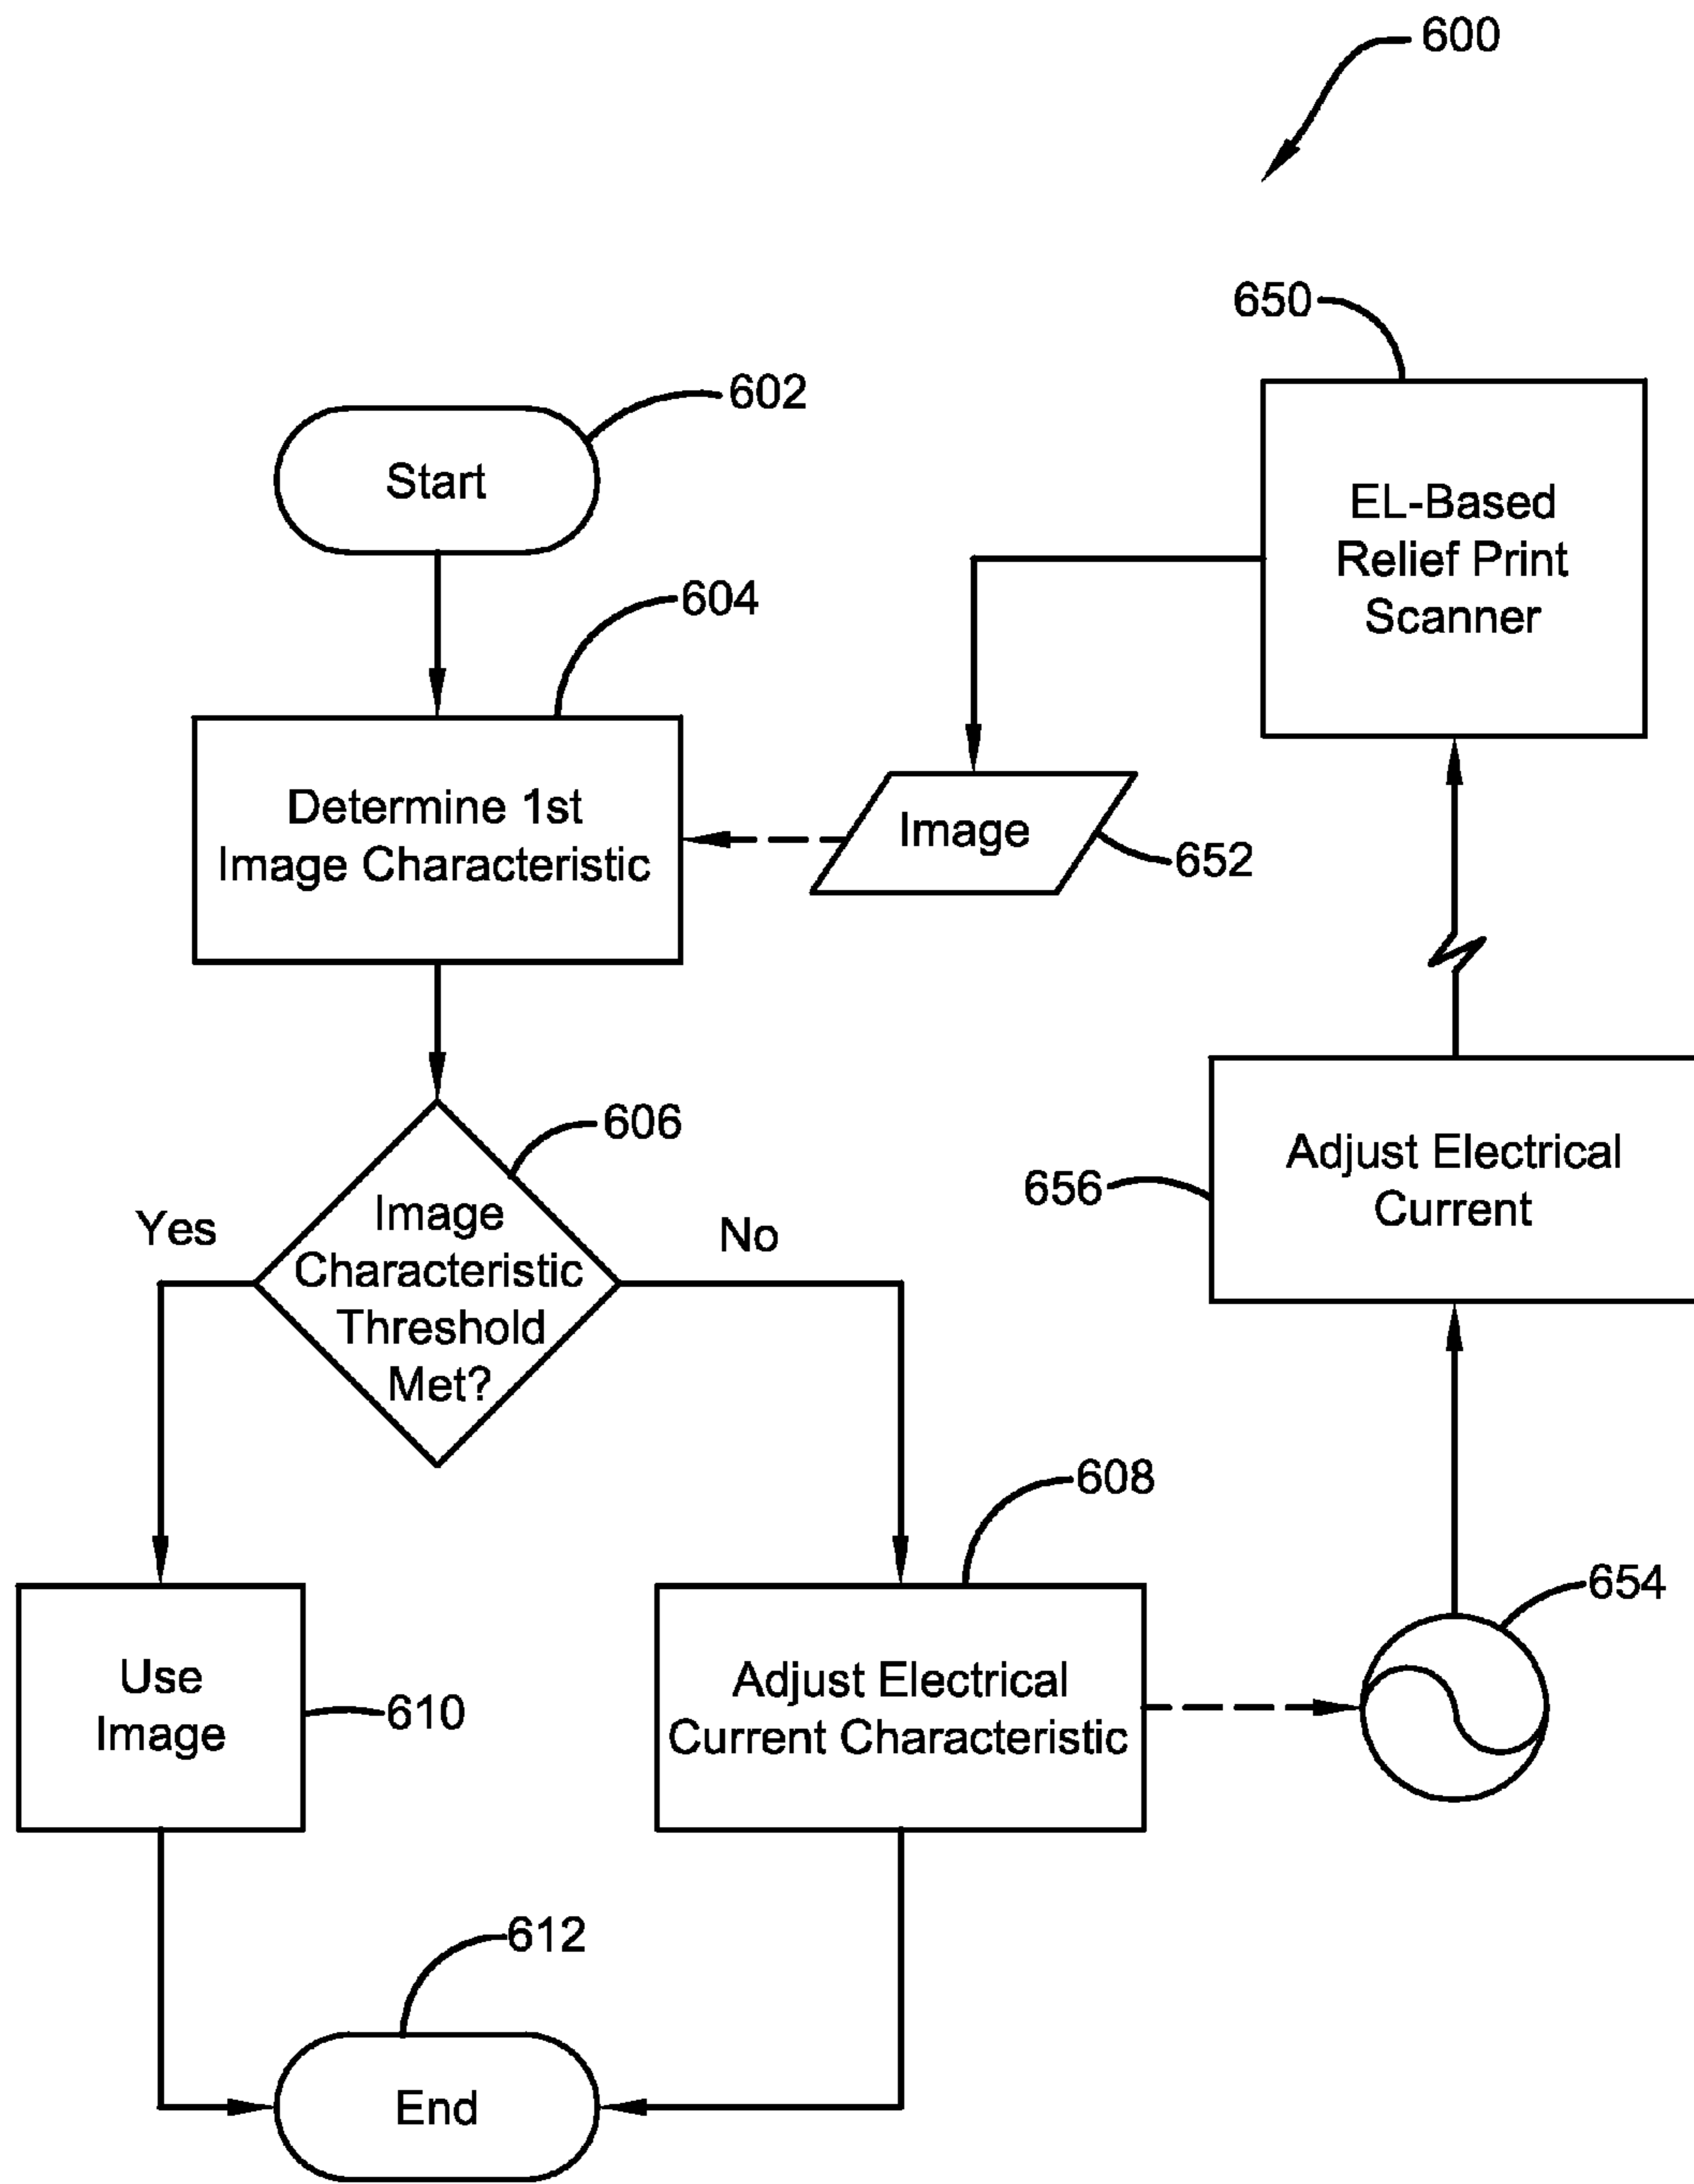 600
650
602
Start
EL-Based
Relief Print
Scanner
604
Determine 1st
Image Characteristic
Image
652
606
Image
Characteristic
Threshold
Met?
Yes
No
656
Adjust Electrical
Current
608
654
Use
Image
610
Adjust Electrical
Current Characteristic
612
End